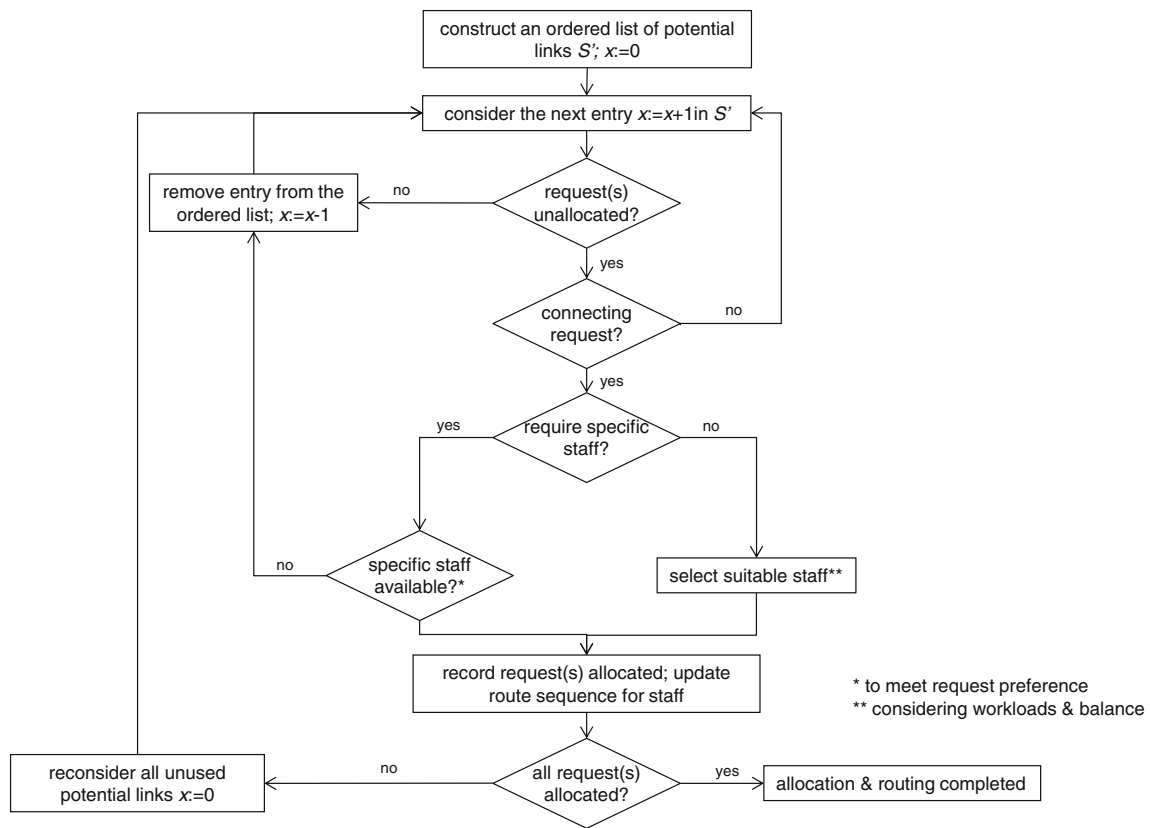 construct an ordered list of potential
links S’; x:=0
consider the next entry x:=x+1in S’
remove entry from the
ordered list; x:=x-1
no
request(s)
unallocated?
yes
connecting
request?
no
yes
yes
require specific
staff?
no
no
specific staff
available?*
select suitable staff**
record request(s) allocated; update
route sequence for staff
* to meet request preference
** considering workloads & balance
reconsider all unused
potential links x:=0
no
all request(s)
allocated?
yes
allocation & routing completed